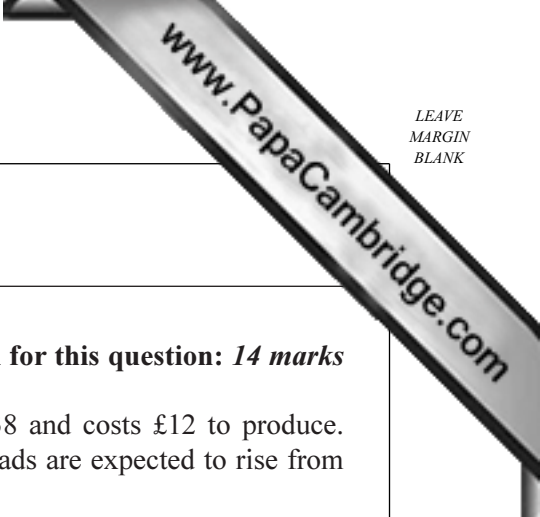 www.PapaCambridge.com
LEAVE
MARGIN
BLANK
for this question: 14 marks
8 and costs £12 to produce.
ads are expected to rise from